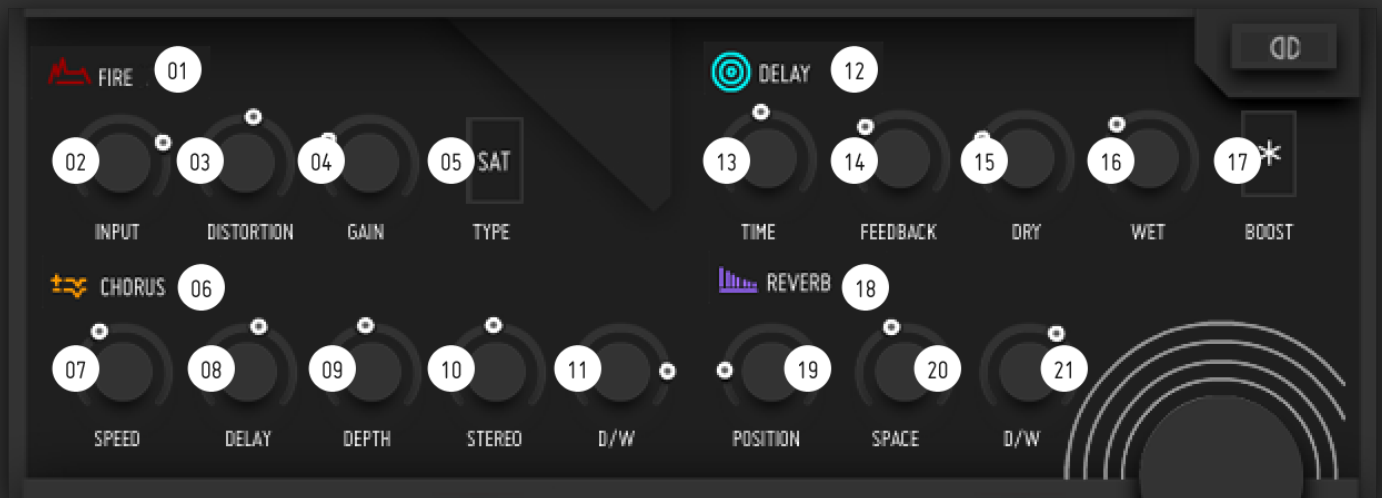 FIRE 01
DELAY 12
02 03 04 05 SAT
13 14 15 16 17 *
INPUT DISTORTION GAIN TYPE
TIME FEEDBACK DRY WET BOOST
CHORUS 06
REVERB 18
07 08 09 10 11
19 20 21
SPEED DELAY DEPTH STEREO D/W
POSITION SPACE D/W